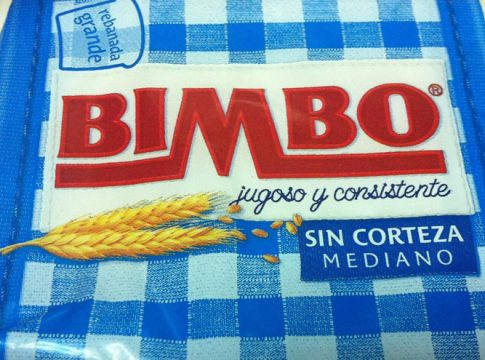 rebanada
grande
BIMBO®
jugoso y consistente
SIN CORTEZA
MEDIANO